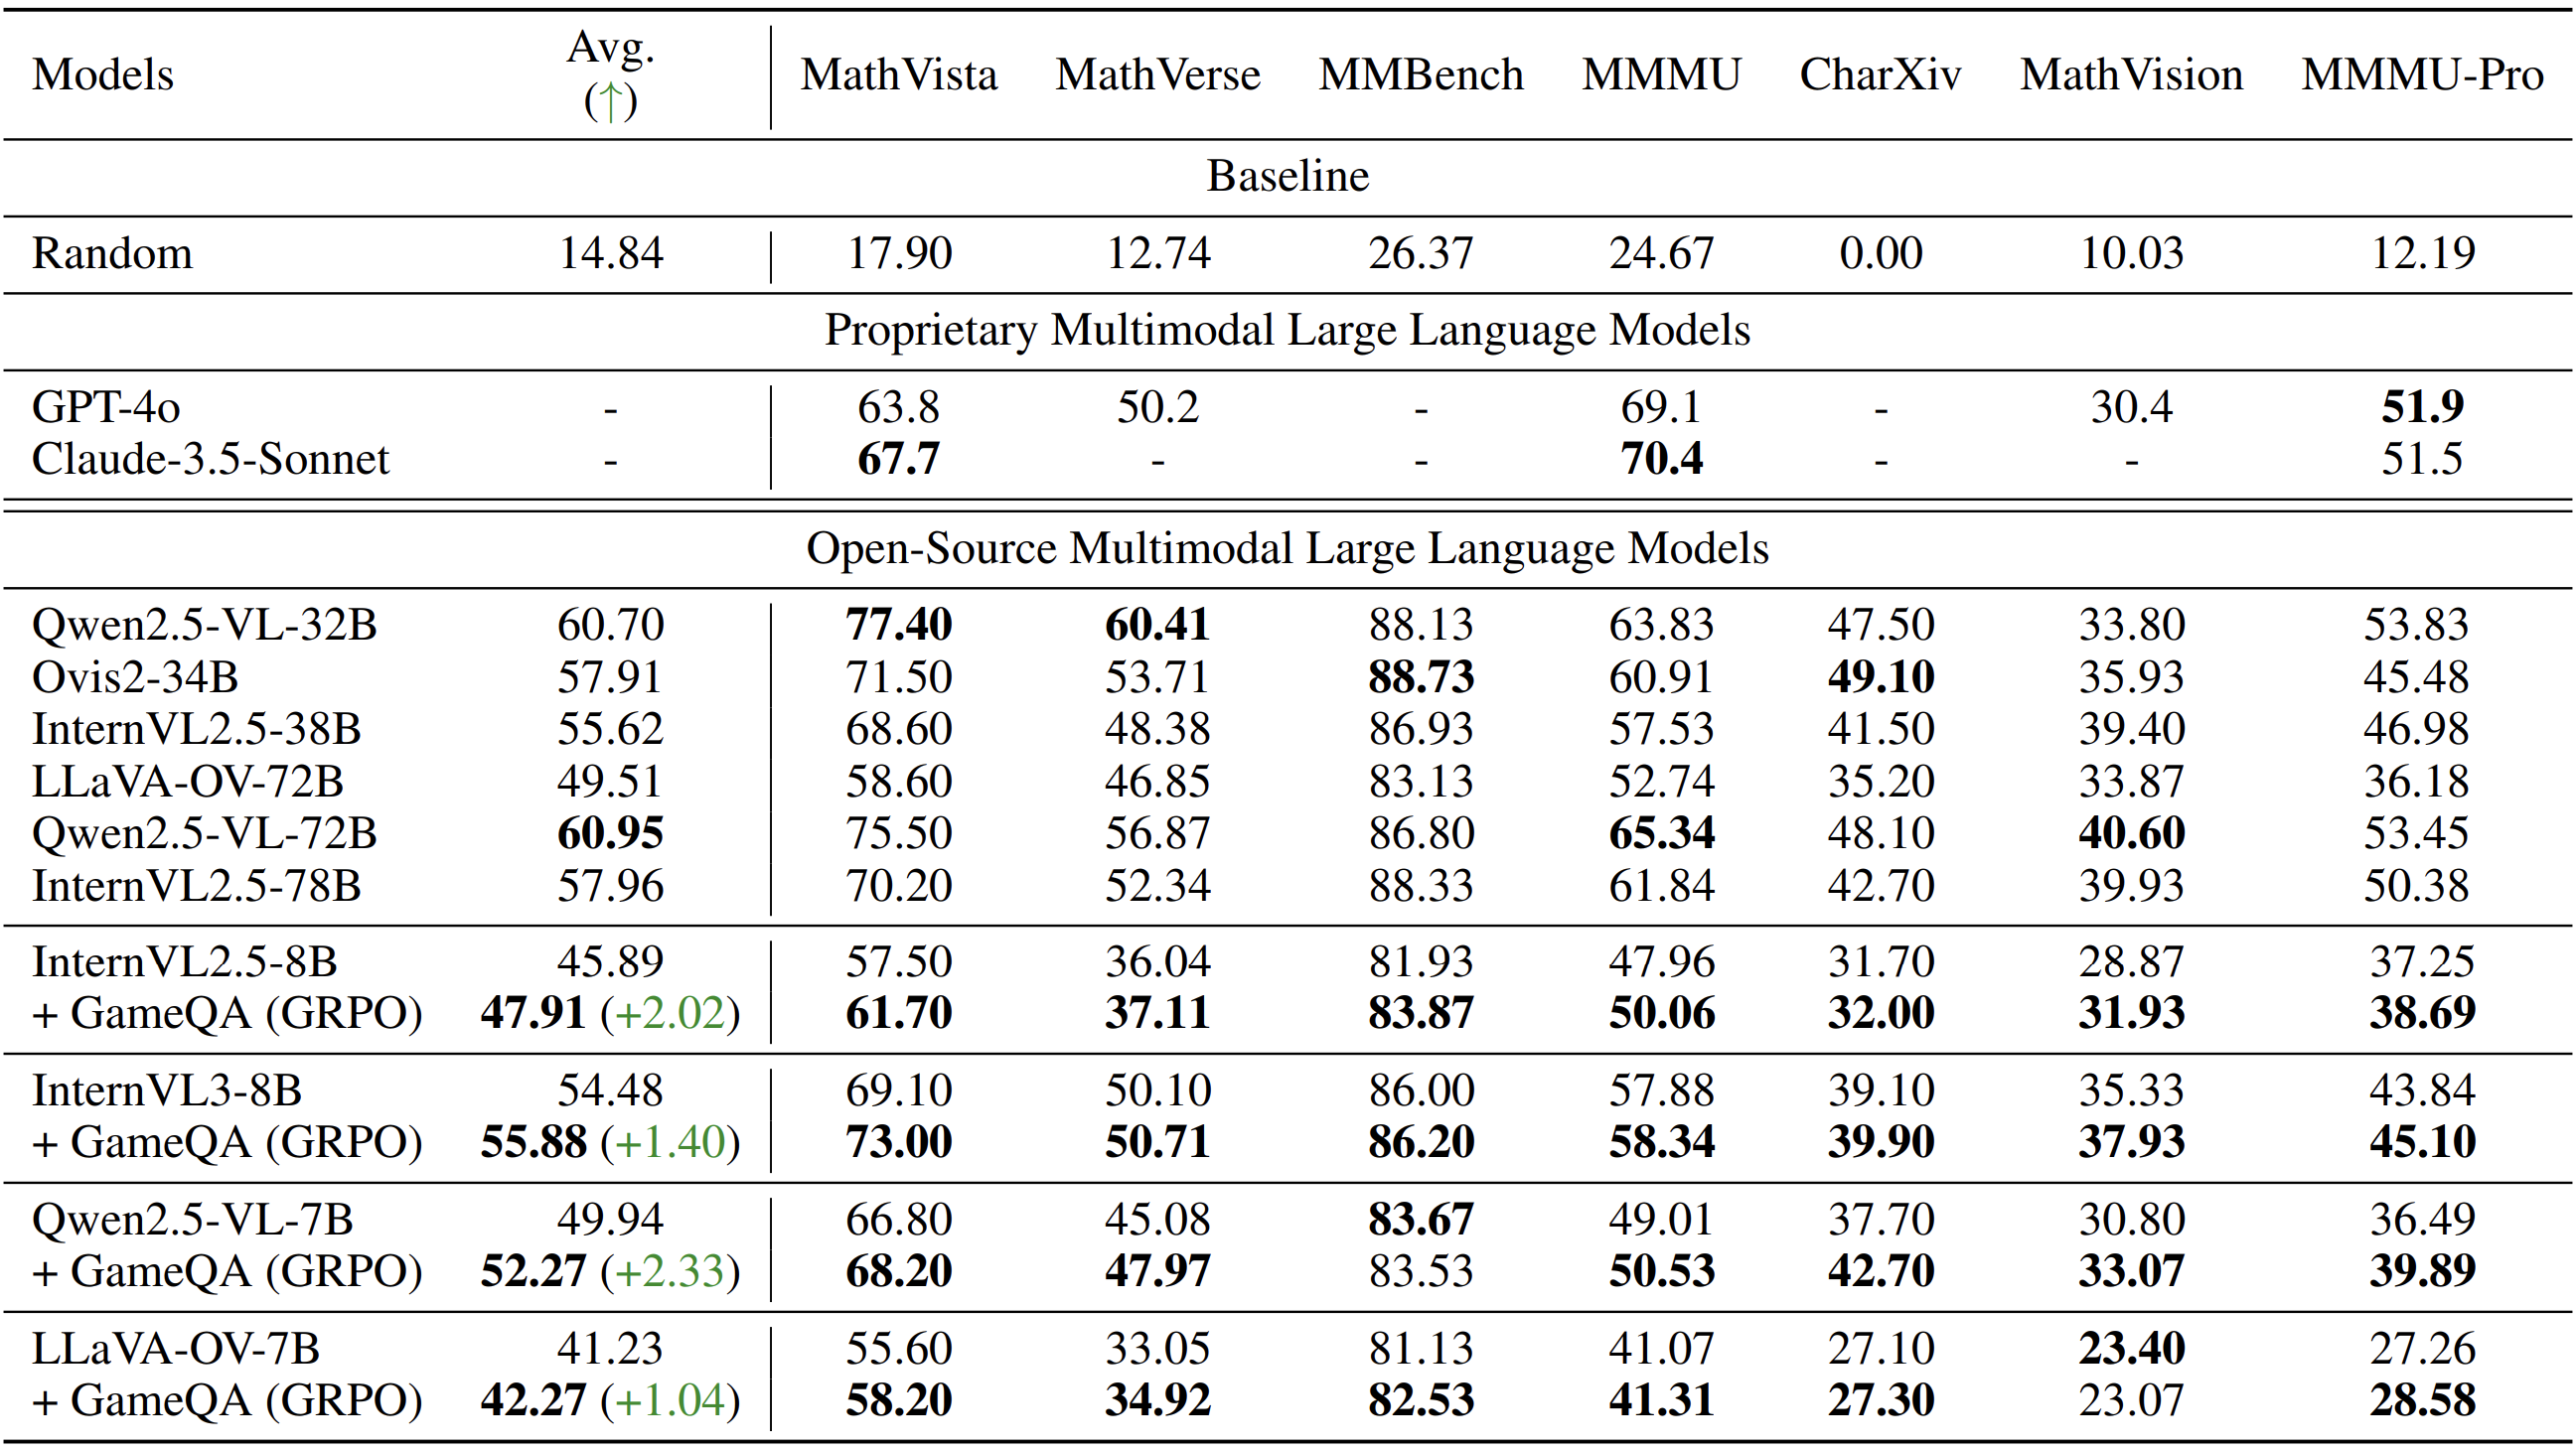 Models Avg. (↑) MathVista MathVerse MMBench MMMU CharXiv MathVision MMMU-Pro
Baseline
Random 14.84 17.90 12.74 26.37 24.67 0.00 10.03 12.19
Proprietary Multimodal Large Language Models
GPT-4o - 63.8 50.2 - 69.1 - 30.4 51.9
Claude-3.5-Sonnet - 67.7 - - 70.4 - - 51.5
Open-Source Multimodal Large Language Models
Qwen2.5-VL-32B 60.70 77.40 60.41 88.13 63.83 47.50 33.80 53.83
Ovis2-34B 57.91 71.50 53.71 88.73 60.91 49.10 35.93 45.48
InternVL2.5-38B 55.62 68.60 48.38 86.93 57.53 41.50 39.40 46.98
LLaVA-OV-72B 49.51 58.60 46.85 83.13 52.74 35.20 33.87 36.18
Qwen2.5-VL-72B 60.95 75.50 56.87 86.80 65.34 48.10 40.60 53.45
InternVL2.5-78B 57.96 70.20 52.34 88.33 61.84 42.70 39.93 50.38
InternVL2.5-8B 45.89 57.50 36.04 81.93 47.96 31.70 28.87 37.25
+ GameQA (GRPO) 47.91 (+2.02) 61.70 37.11 83.87 50.06 32.00 31.93 38.69
InternVL3-8B 54.48 69.10 50.10 86.00 57.88 39.10 35.33 43.84
+ GameQA (GRPO) 55.88 (+1.40) 73.00 50.71 86.20 58.34 39.90 37.93 45.10
Qwen2.5-VL-7B 49.94 66.80 45.08 83.67 49.01 37.70 30.80 36.49
+ GameQA (GRPO) 52.27 (+2.33) 68.20 47.97 83.53 50.53 42.70 33.07 39.89
LLaVA-OV-7B 41.23 55.60 33.05 81.13 41.07 27.10 23.40 27.26
+ GameQA (GRPO) 42.27 (+1.04) 58.20 34.92 82.53 41.31 27.30 23.07 28.58